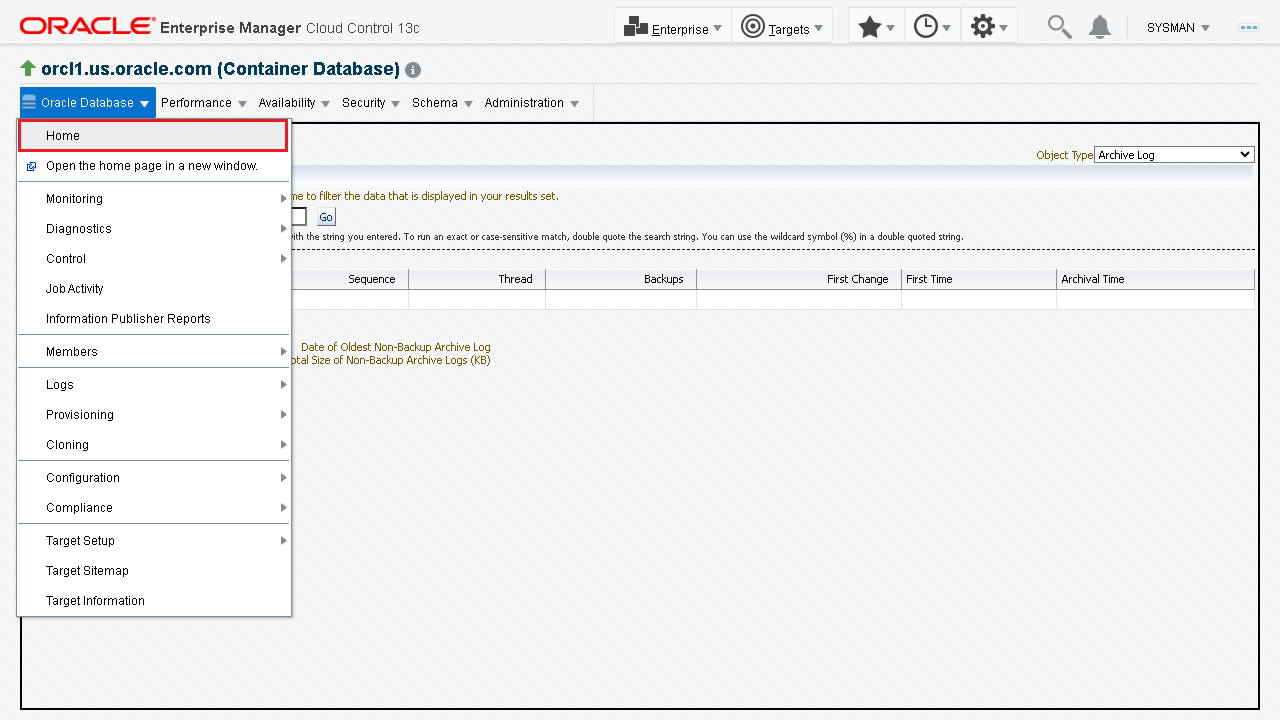 ORACLE Enterprise Manager Cloud Control 13c
Enterprise
Targets
SYSMAN
orcl1.us.oracle.com (Container Database)
Oracle Database
Performance
Availability
Security
Schema
Administration
Home
Open the home page in a new window.
Monitoring
Diagnostics
Control
Job Activity
Information Publisher Reports
Members
Logs
Provisioning
Cloning
Configuration
Compliance
Target Setup
Target Sitemap
Target Information
Object Type Archive Log
to filter the data that is displayed in your results set.
Go
the string you entered. To run an exact or case-sensitive match, double quote the search string. You can use the wildcard symbol (%) in a double quoted string.
Sequence Thread Backups First Change First Time Archival Time
Date of Oldest Non-Backup Archive Log
Size of Non-Backup Archive Logs (KB)